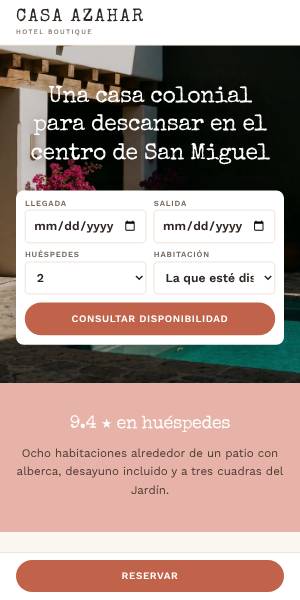 CASA AZAHAR
HOTEL BOUTIQUE
Una casa colonial
para descansar en el
centro de San Miguel
LLEGADA SALIDA
mm/dd/yyyy mm/dd/yyyy
HUÉSPEDES HABITACIÓN
2 La que esté dis
CONSULTAR DISPONIBILIDAD
9.4 ★ en huéspedes
Ocho habitaciones alrededor de un patio con
alberca, desayuno incluido y a tres cuadras del
Jardín.
RESERVAR